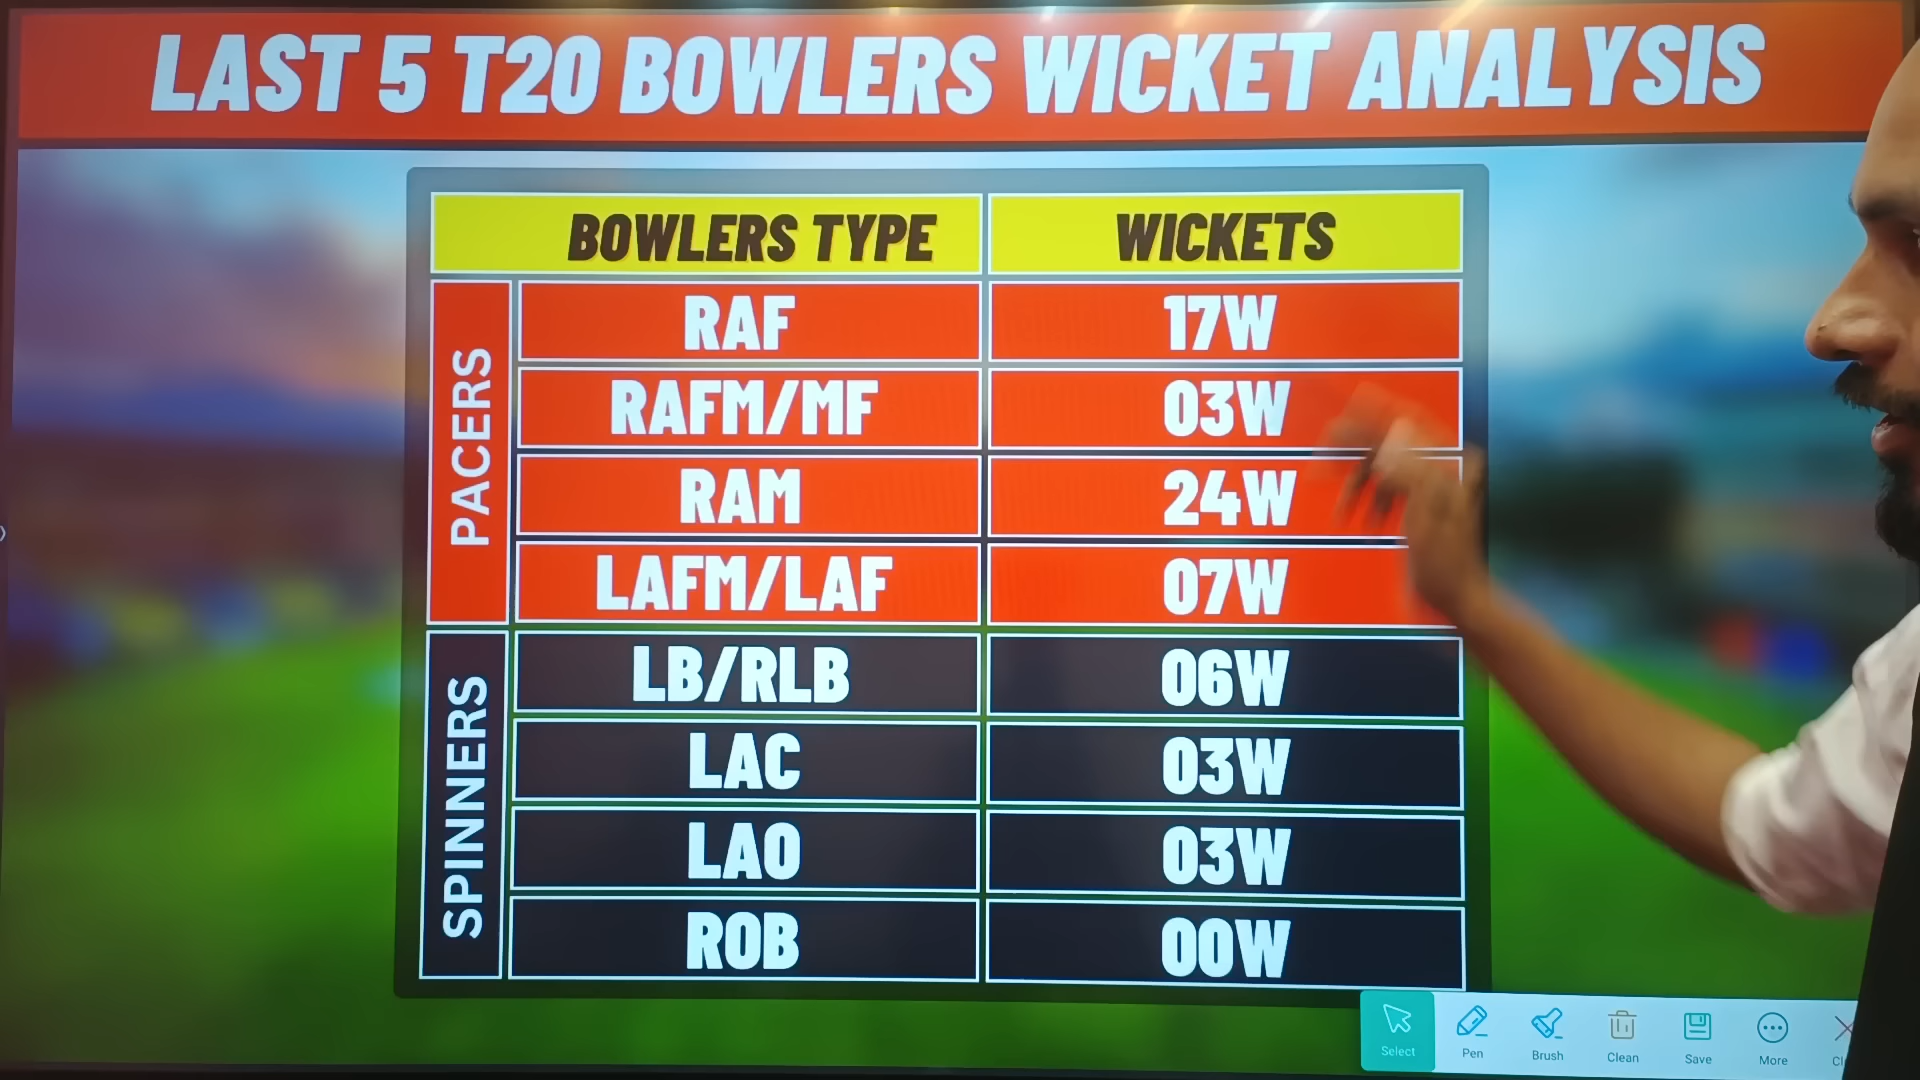 LAST 5 T20 BOWLERS WICKET ANALYSIS
BOWLERS TYPE WICKETS
PACERS
RAF 17W
RAFM/MF 03W
RAM 24W
LAFM/LAF 07W
SPINNERS
LB/RLB 06W
LAC 03W
LAO 03W
ROB 00W
Select Pen Brush Clean Save More